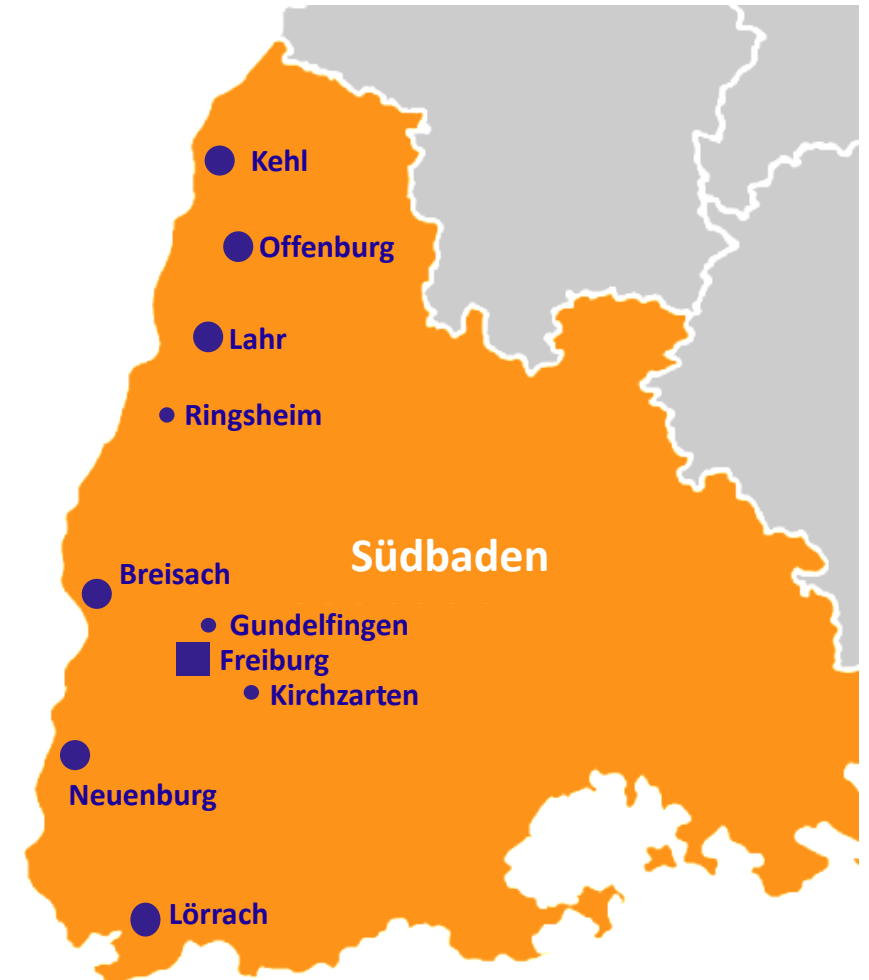 Kehl
Offenburg
Lahr
Ringsheim
Südbaden
Breisach
Gundelfingen
Freiburg
Kirchzarten
Neuenburg
Lörrach